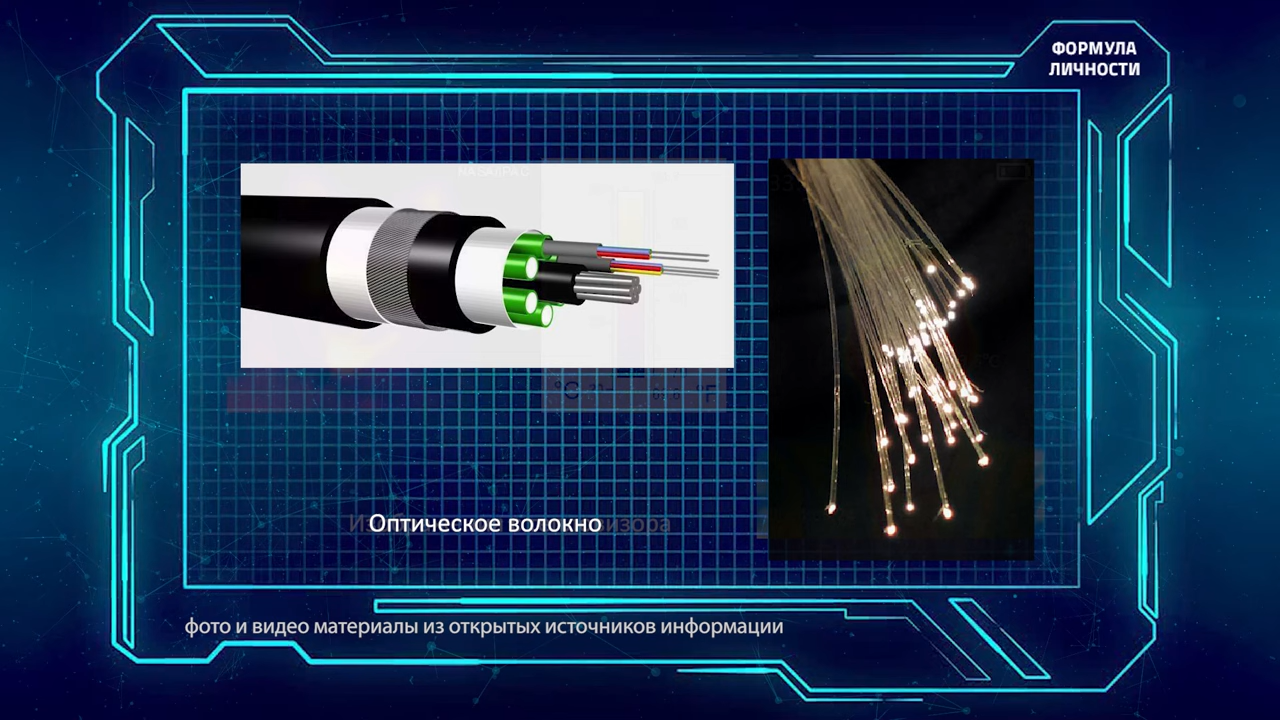 ФОРМУЛА
ЛИЧНОСТИ
Оптическое волокно
фото и видео материалы из открытых источников информации